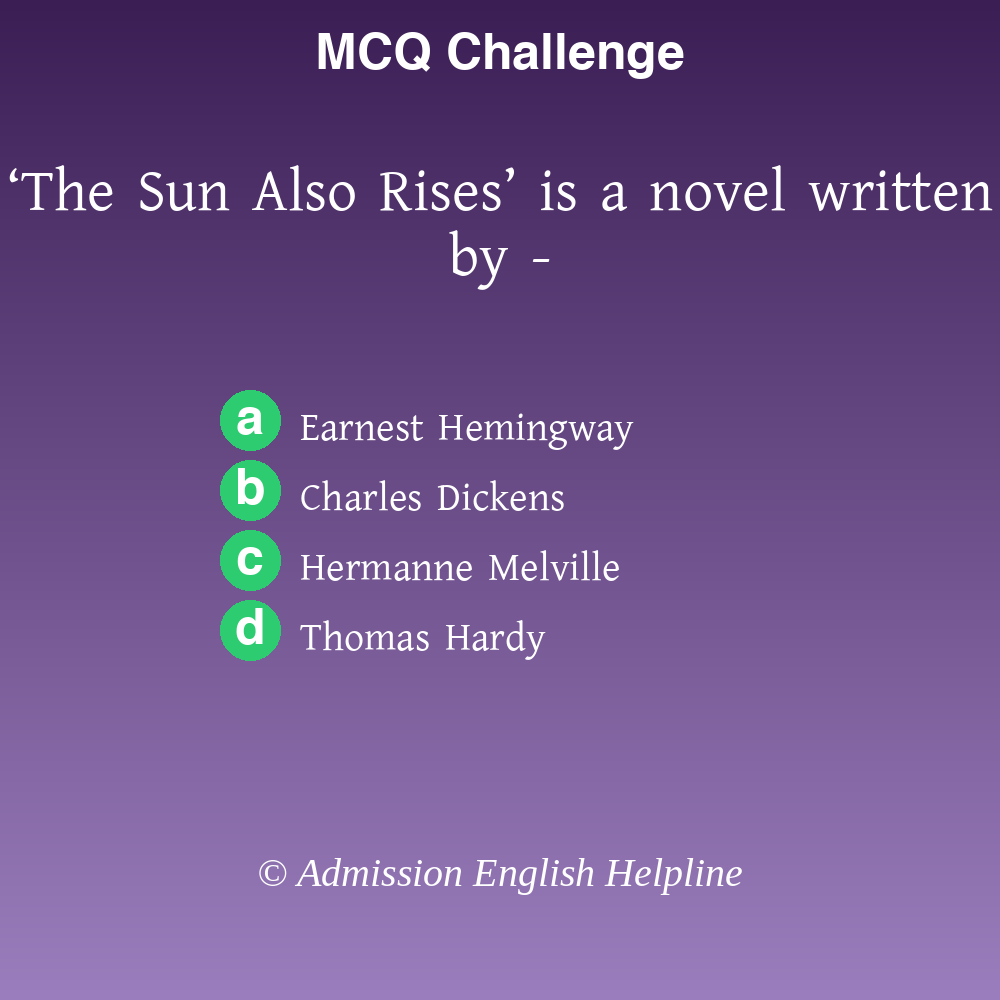 MCQ Challenge
‘The Sun Also Rises’ is a novel written
by -
a Earnest Hemingway
b Charles Dickens
c Hermanne Melville
d Thomas Hardy
© Admission English Helpline